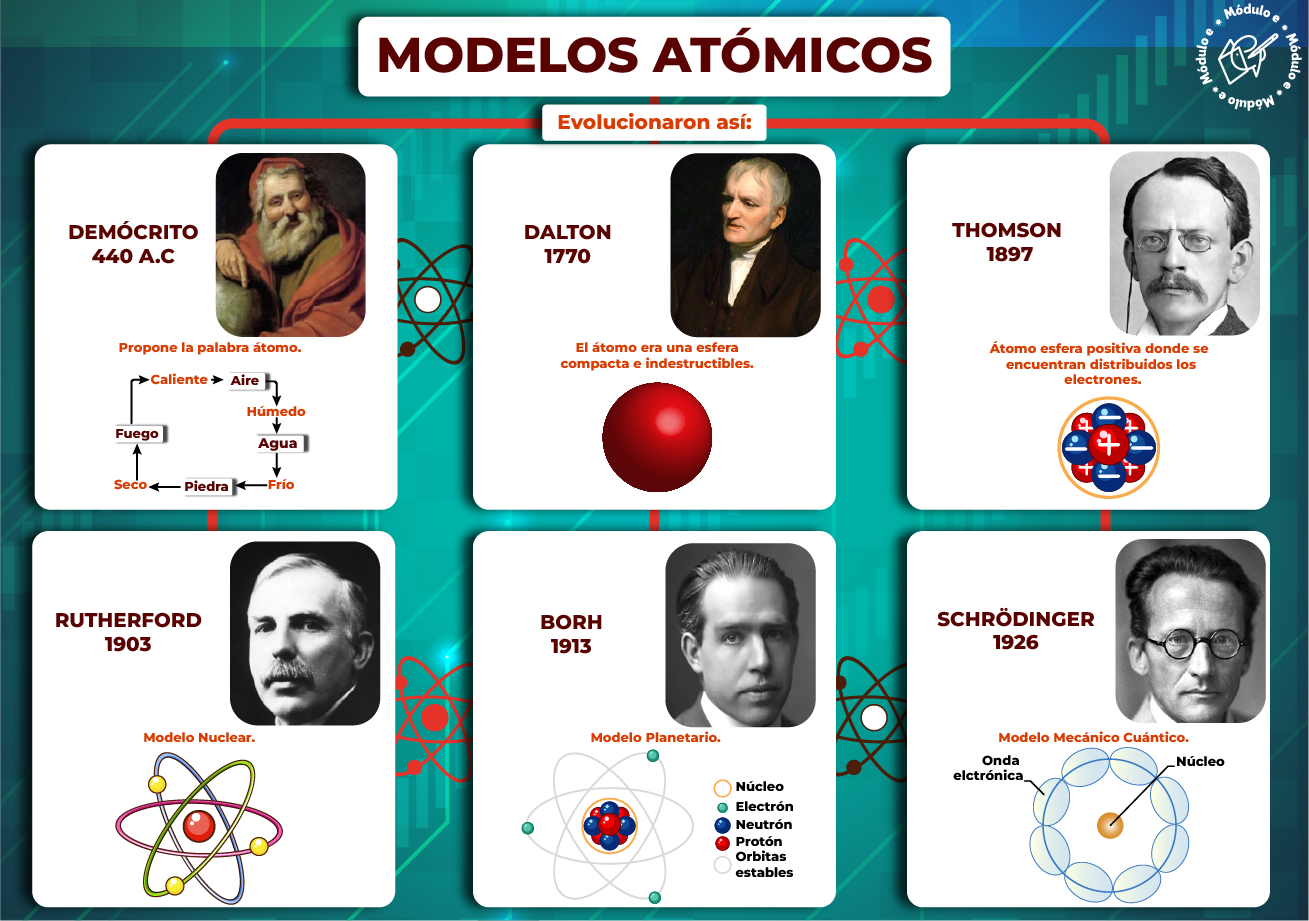 MODELOS ATÓMICOS
Módulo e * Módulo e * Módulo e * Módulo e *
Evolucionaron así:
DEMÓCRITO
440 A.C
Propone la palabra átomo.
Caliente
Aire
Húmedo
Fuego
Agua
Seco
Piedra
Frío
DALTON
1770
El átomo era una esfera
compacta e indestructibles.
THOMSON
1897
Átomo esfera positiva donde se
encuentran distribuidos los
electrones.
RUTHERFORD
1903
Modelo Nuclear.
BORH
1913
Modelo Planetario.
Núcleo
Electrón
Neutrón
Protón
Orbitas
estables
SCHRÖDINGER
1926
Modelo Mecánico Cuántico.
Onda
elctrónica
Núcleo